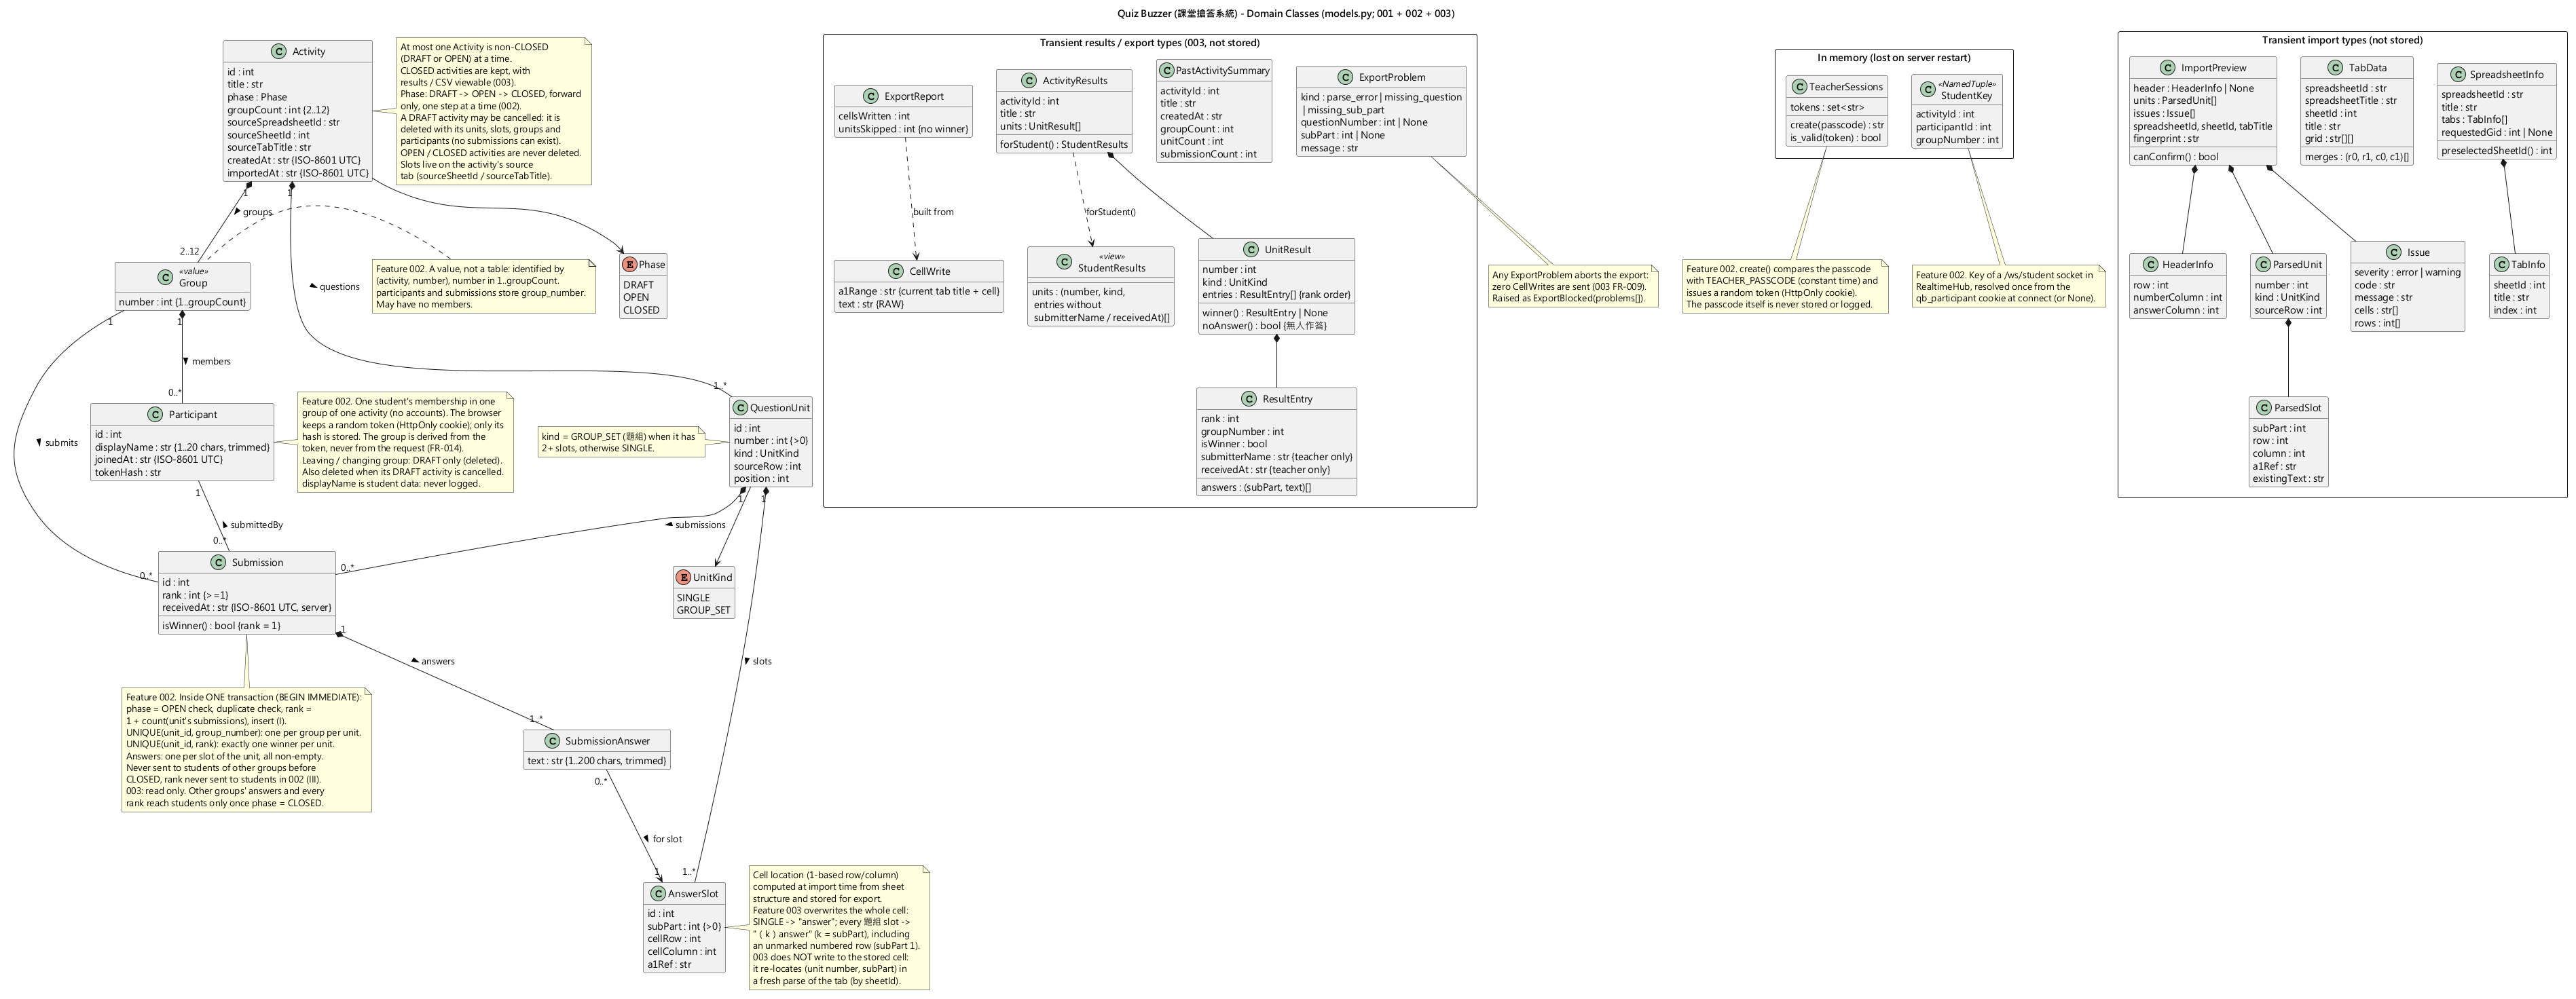 Quiz Buzzer (課堂搶答系統) - Domain Classes (models.py; 001 + 002 + 003)
C Activity
id : int
title : str
phase : Phase
groupCount : int {2..12}
sourceSpreadsheetId : str
sourceSheetId : int
sourceTabTitle : str
createdAt : str {ISO-8601 UTC}
importedAt : str {ISO-8601 UTC}
At most one Activity is non-CLOSED
(DRAFT or OPEN) at a time.
CLOSED activities are kept, with
results / CSV viewable (003).
Phase: DRAFT -> OPEN -> CLOSED, forward
only, one step at a time (002).
A DRAFT activity may be cancelled: it is
deleted with its units, slots, groups and
participants (no submissions can exist).
OPEN / CLOSED activities are never deleted.
Slots live on the activity's source
tab (sourceSheetId / sourceTabTitle).
1
groups
2..12
1
questions
1..*
C «value»
Group
number : int {1..groupCount}
Feature 002. A value, not a table: identified by
(activity, number), number in 1..groupCount.
participants and submissions store group_number.
May have no members.
E Phase
DRAFT
OPEN
CLOSED
1
submits
0..*
1
members
0..*
C Participant
id : int
displayName : str {1..20 chars, trimmed}
joinedAt : str {ISO-8601 UTC}
tokenHash : str
Feature 002. One student's membership in one
group of one activity (no accounts). The browser
keeps a random token (HttpOnly cookie); only its
hash is stored. The group is derived from the
token, never from the request (FR-014).
Leaving / changing group: DRAFT only (deleted).
Also deleted when its DRAFT activity is cancelled.
displayName is student data: never logged.
kind = GROUP_SET (題組) when it has
2+ slots, otherwise SINGLE.
C QuestionUnit
id : int
number : int {>0}
kind : UnitKind
sourceRow : int
position : int
1
submittedBy
0..*
1
submissions
0..*
1
slots
1..*
C Submission
id : int
rank : int {>=1}
receivedAt : str {ISO-8601 UTC, server}
isWinner() : bool {rank = 1}
E UnitKind
SINGLE
GROUP_SET
1
answers
1..*
Feature 002. Inside ONE transaction (BEGIN IMMEDIATE):
phase = OPEN check, duplicate check, rank =
1 + count(unit's submissions), insert (I).
UNIQUE(unit_id, group_number): one per group per unit.
UNIQUE(unit_id, rank): exactly one winner per unit.
Answers: one per slot of the unit, all non-empty.
Never sent to students of other groups before
CLOSED, rank never sent to students in 002 (III).
003: read only. Other groups' answers and every
rank reach students only once phase = CLOSED.
C SubmissionAnswer
text : str {1..200 chars, trimmed}
0..*
for slot
1
C AnswerSlot
id : int
subPart : int {>0}
cellRow : int
cellColumn : int
a1Ref : str
Cell location (1-based row/column)
computed at import time from sheet
structure and stored for export.
Feature 003 overwrites the whole cell:
SINGLE -> "answer"; every 題組 slot ->
"（k）answer" (k = subPart), including
an unmarked numbered row (subPart 1).
003 does NOT write to the stored cell:
it re-locates (unit number, subPart) in
a fresh parse of the tab (by sheetId).
Transient results / export types (003, not stored)
C ExportReport
cellsWritten : int
unitsSkipped : int {no winner}
C ActivityResults
activityId : int
title : str
units : UnitResult[]
forStudent() : StudentResults
C PastActivitySummary
activityId : int
title : str
createdAt : str
groupCount : int
unitCount : int
submissionCount : int
C ExportProblem
kind : parse_error | missing_question
| missing_sub_part
questionNumber : int | None
subPart : int | None
message : str
built from
forStudent()
C CellWrite
a1Range : str {current tab title + cell}
text : str {RAW}
C «view»
StudentResults
units : (number, kind,
entries without
submitterName / receivedAt)[]
C UnitResult
number : int
kind : UnitKind
entries : ResultEntry[] {rank order}
winner() : ResultEntry | None
noAnswer() : bool {無人作答}
C ResultEntry
rank : int
groupNumber : int
isWinner : bool
submitterName : str {teacher only}
receivedAt : str {teacher only}
answers : (subPart, text)[]
Any ExportProblem aborts the export:
zero CellWrites are sent (003 FR-009).
Raised as ExportBlocked(problems[]).
In memory (lost on server restart)
C TeacherSessions
tokens : set<str>
create(passcode) : str
is_valid(token) : bool
C «NamedTuple»
StudentKey
activityId : int
participantId : int
groupNumber : int
Feature 002. create() compares the passcode
with TEACHER_PASSCODE (constant time) and
issues a random token (HttpOnly cookie).
The passcode itself is never stored or logged.
Feature 002. Key of a /ws/student socket in
RealtimeHub, resolved once from the
qb_participant cookie at connect (or None).
Transient import types (not stored)
C ImportPreview
header : HeaderInfo | None
units : ParsedUnit[]
issues : Issue[]
spreadsheetId, sheetId, tabTitle
fingerprint : str
canConfirm() : bool
C TabData
spreadsheetId : str
spreadsheetTitle : str
sheetId : int
title : str
grid : str[][]
merges : (r0, r1, c0, c1)[]
C SpreadsheetInfo
spreadsheetId : str
title : str
tabs : TabInfo[]
requestedGid : int | None
preselectedSheetId() : int
C HeaderInfo
row : int
numberColumn : int
answerColumn : int
C ParsedUnit
number : int
kind : UnitKind
sourceRow : int
C Issue
severity : error | warning
code : str
message : str
cells : str[]
rows : int[]
C TabInfo
sheetId : int
title : str
index : int
C ParsedSlot
subPart : int
row : int
column : int
a1Ref : str
existingText : str